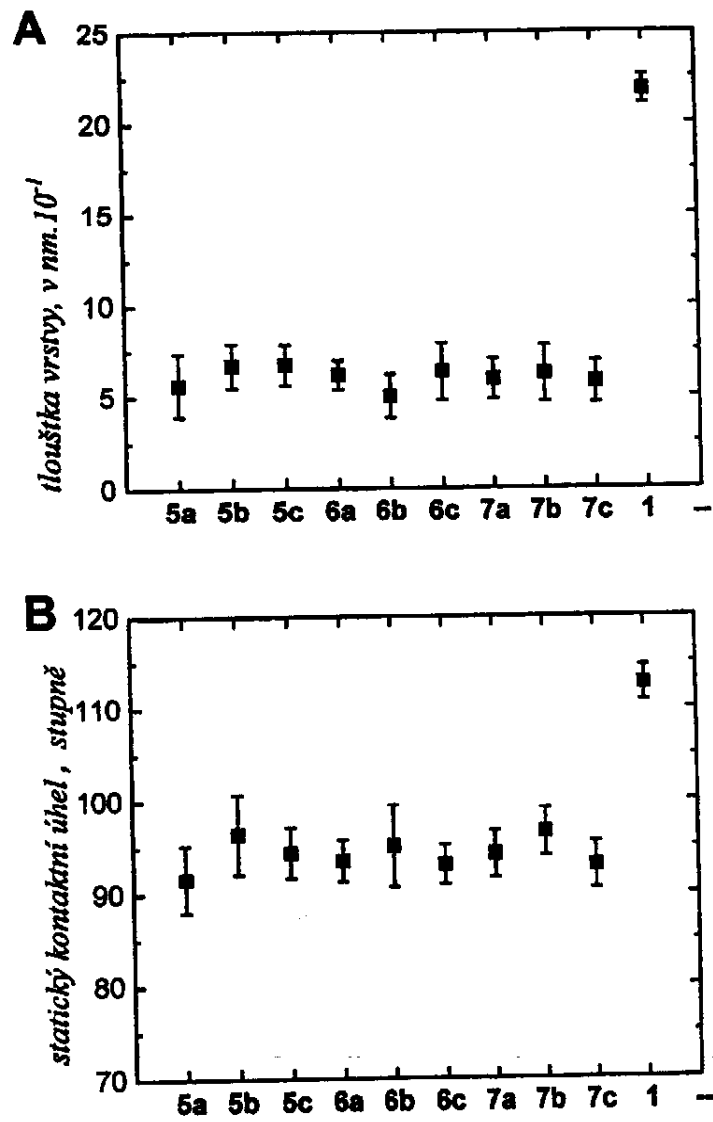 A
25
20
15
10
5
0
tlouštka vrstvy, v nm.10⁻¹
5a 5b 5c 6a 6b 6c 7a 7b 7c 1 –
B
120
110
100
90
80
70
statický kontaktní úhel , stupně
5a 5b 5c 6a 6b 6c 7a 7b 7c 1 –